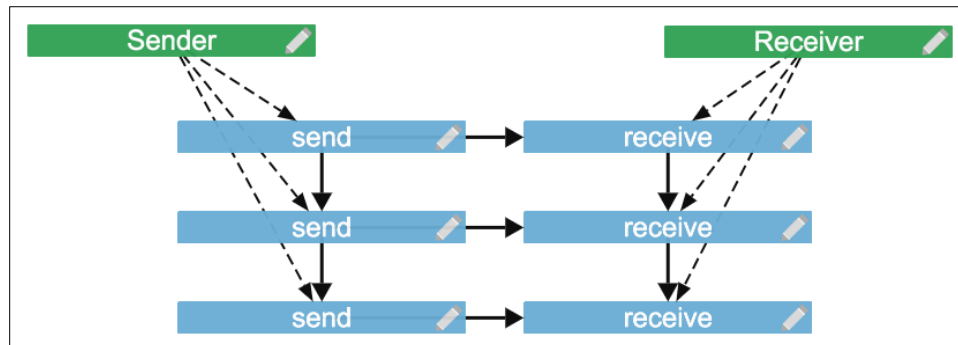 Sender
Receiver
send
receive
send
receive
send
receive